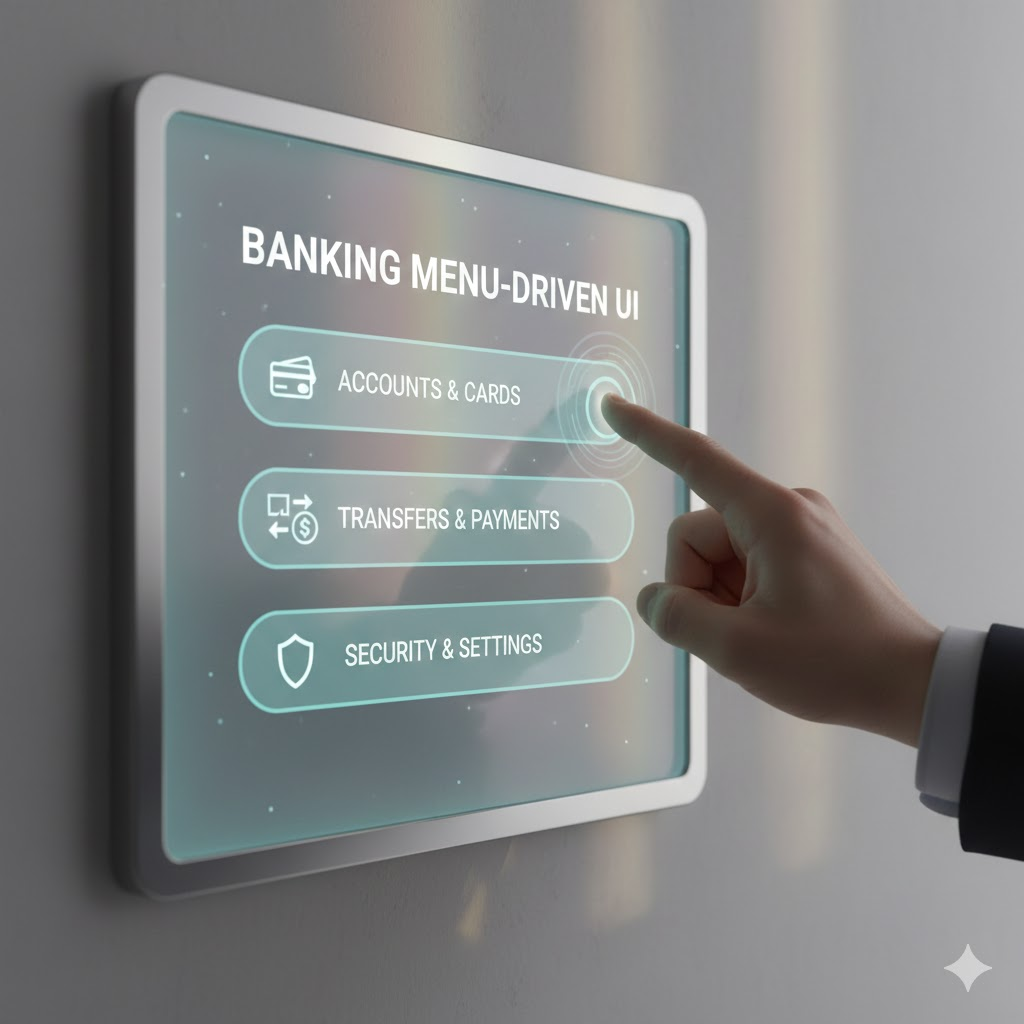 BANKING MENU-DRIVEN UI
ACCOUNTS & CARDS
TRANSFERS & PAYMENTS
$
SECURITY & SETTINGS